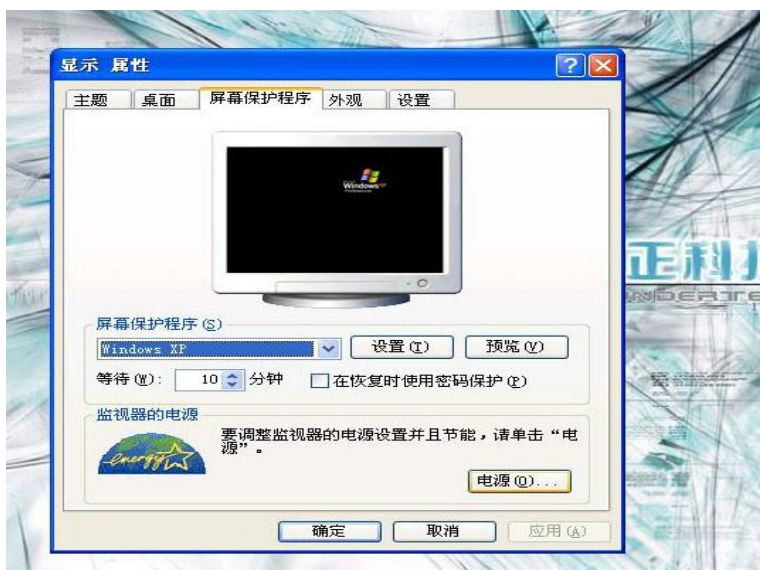 显示 属性
主题 桌面 屏幕保护程序 外观 设置
Windows XP
屏幕保护程序(S)
Windows XP 设置(T) 预览(V)
等待(W): 10 分钟 在恢复时使用密码保护(P)
监视器的电源
energy
要调整监视器的电源设置并且节能，请单击“电
源”。
电源(O)...
确定 取消 应用(A)
正科